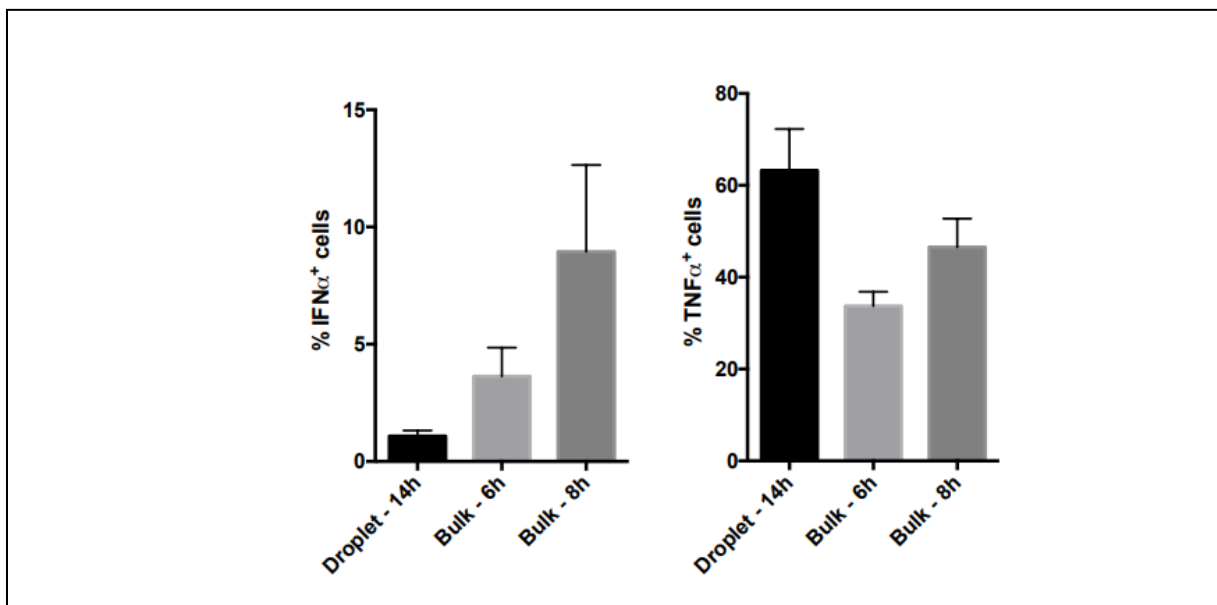 15
10
5
0
% IFNα⁺ cells
Droplet - 14h
Bulk - 6h
Bulk - 8h
80
60
40
20
0
% TNFα⁺ cells
Droplet - 14h
Bulk - 6h
Bulk - 8h